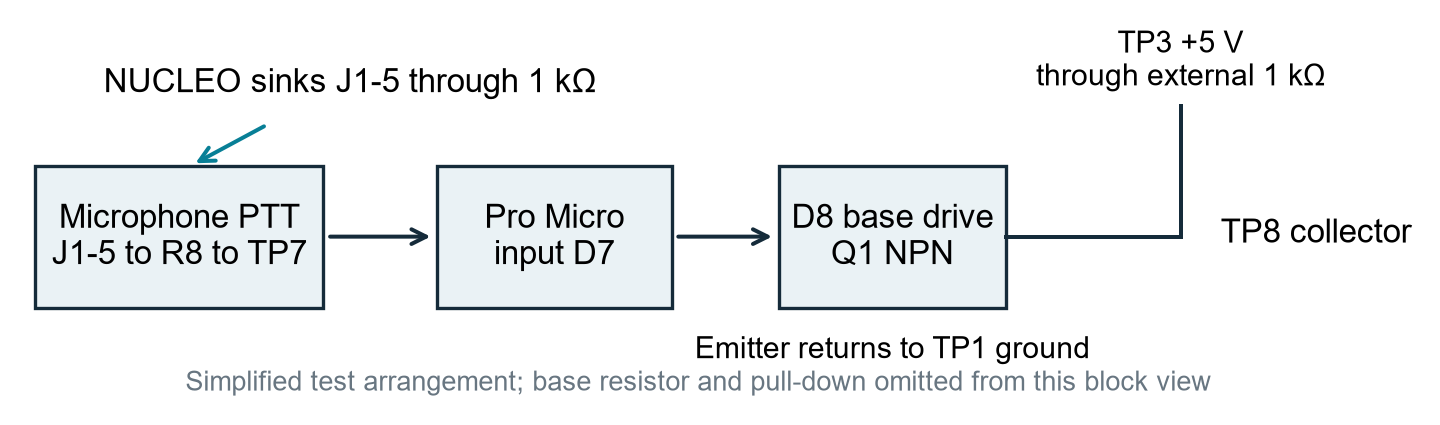 TP3 +5 V
through external 1 kΩ
NUCLEO sinks J1-5 through 1 kΩ
Microphone PTT
J1-5 to R8 to TP7
Pro Micro
input D7
D8 base drive
Q1 NPN
TP8 collector
Emitter returns to TP1 ground
Simplified test arrangement; base resistor and pull-down omitted from this block view